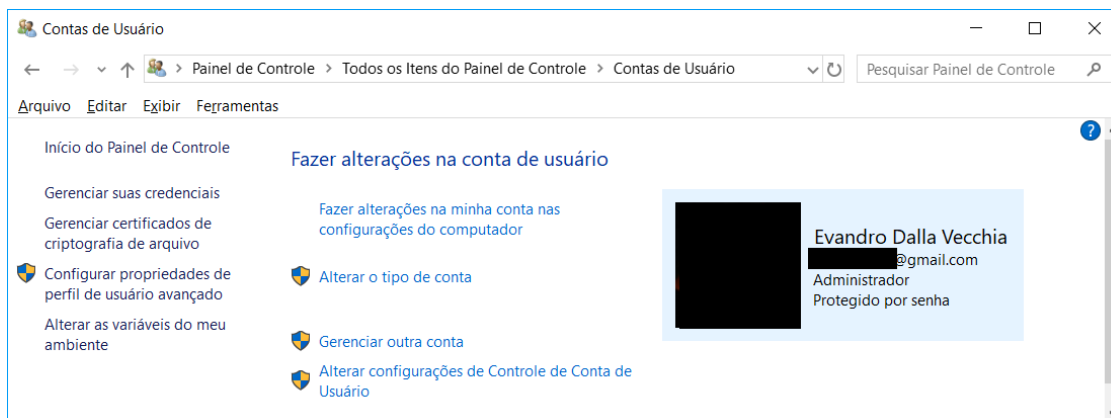 Contas de Usuário
Painel de Controle > Todos os Itens do Painel de Controle > Contas de Usuário
Pesquisar Painel de Controle
Arquivo Editar Exibir Ferramentas
?
Início do Painel de Controle
Gerenciar suas credenciais
Gerenciar certificados de
criptografia de arquivo
Configurar propriedades de
perfil de usuário avançado
Alterar as variáveis do meu
ambiente
Fazer alterações na conta de usuário
Fazer alterações na minha conta nas
configurações do computador
Alterar o tipo de conta
Gerenciar outra conta
Alterar configurações de Controle de Conta de
Usuário
Evandro Dalla Vecchia
@gmail.com
Administrador
Protegido por senha